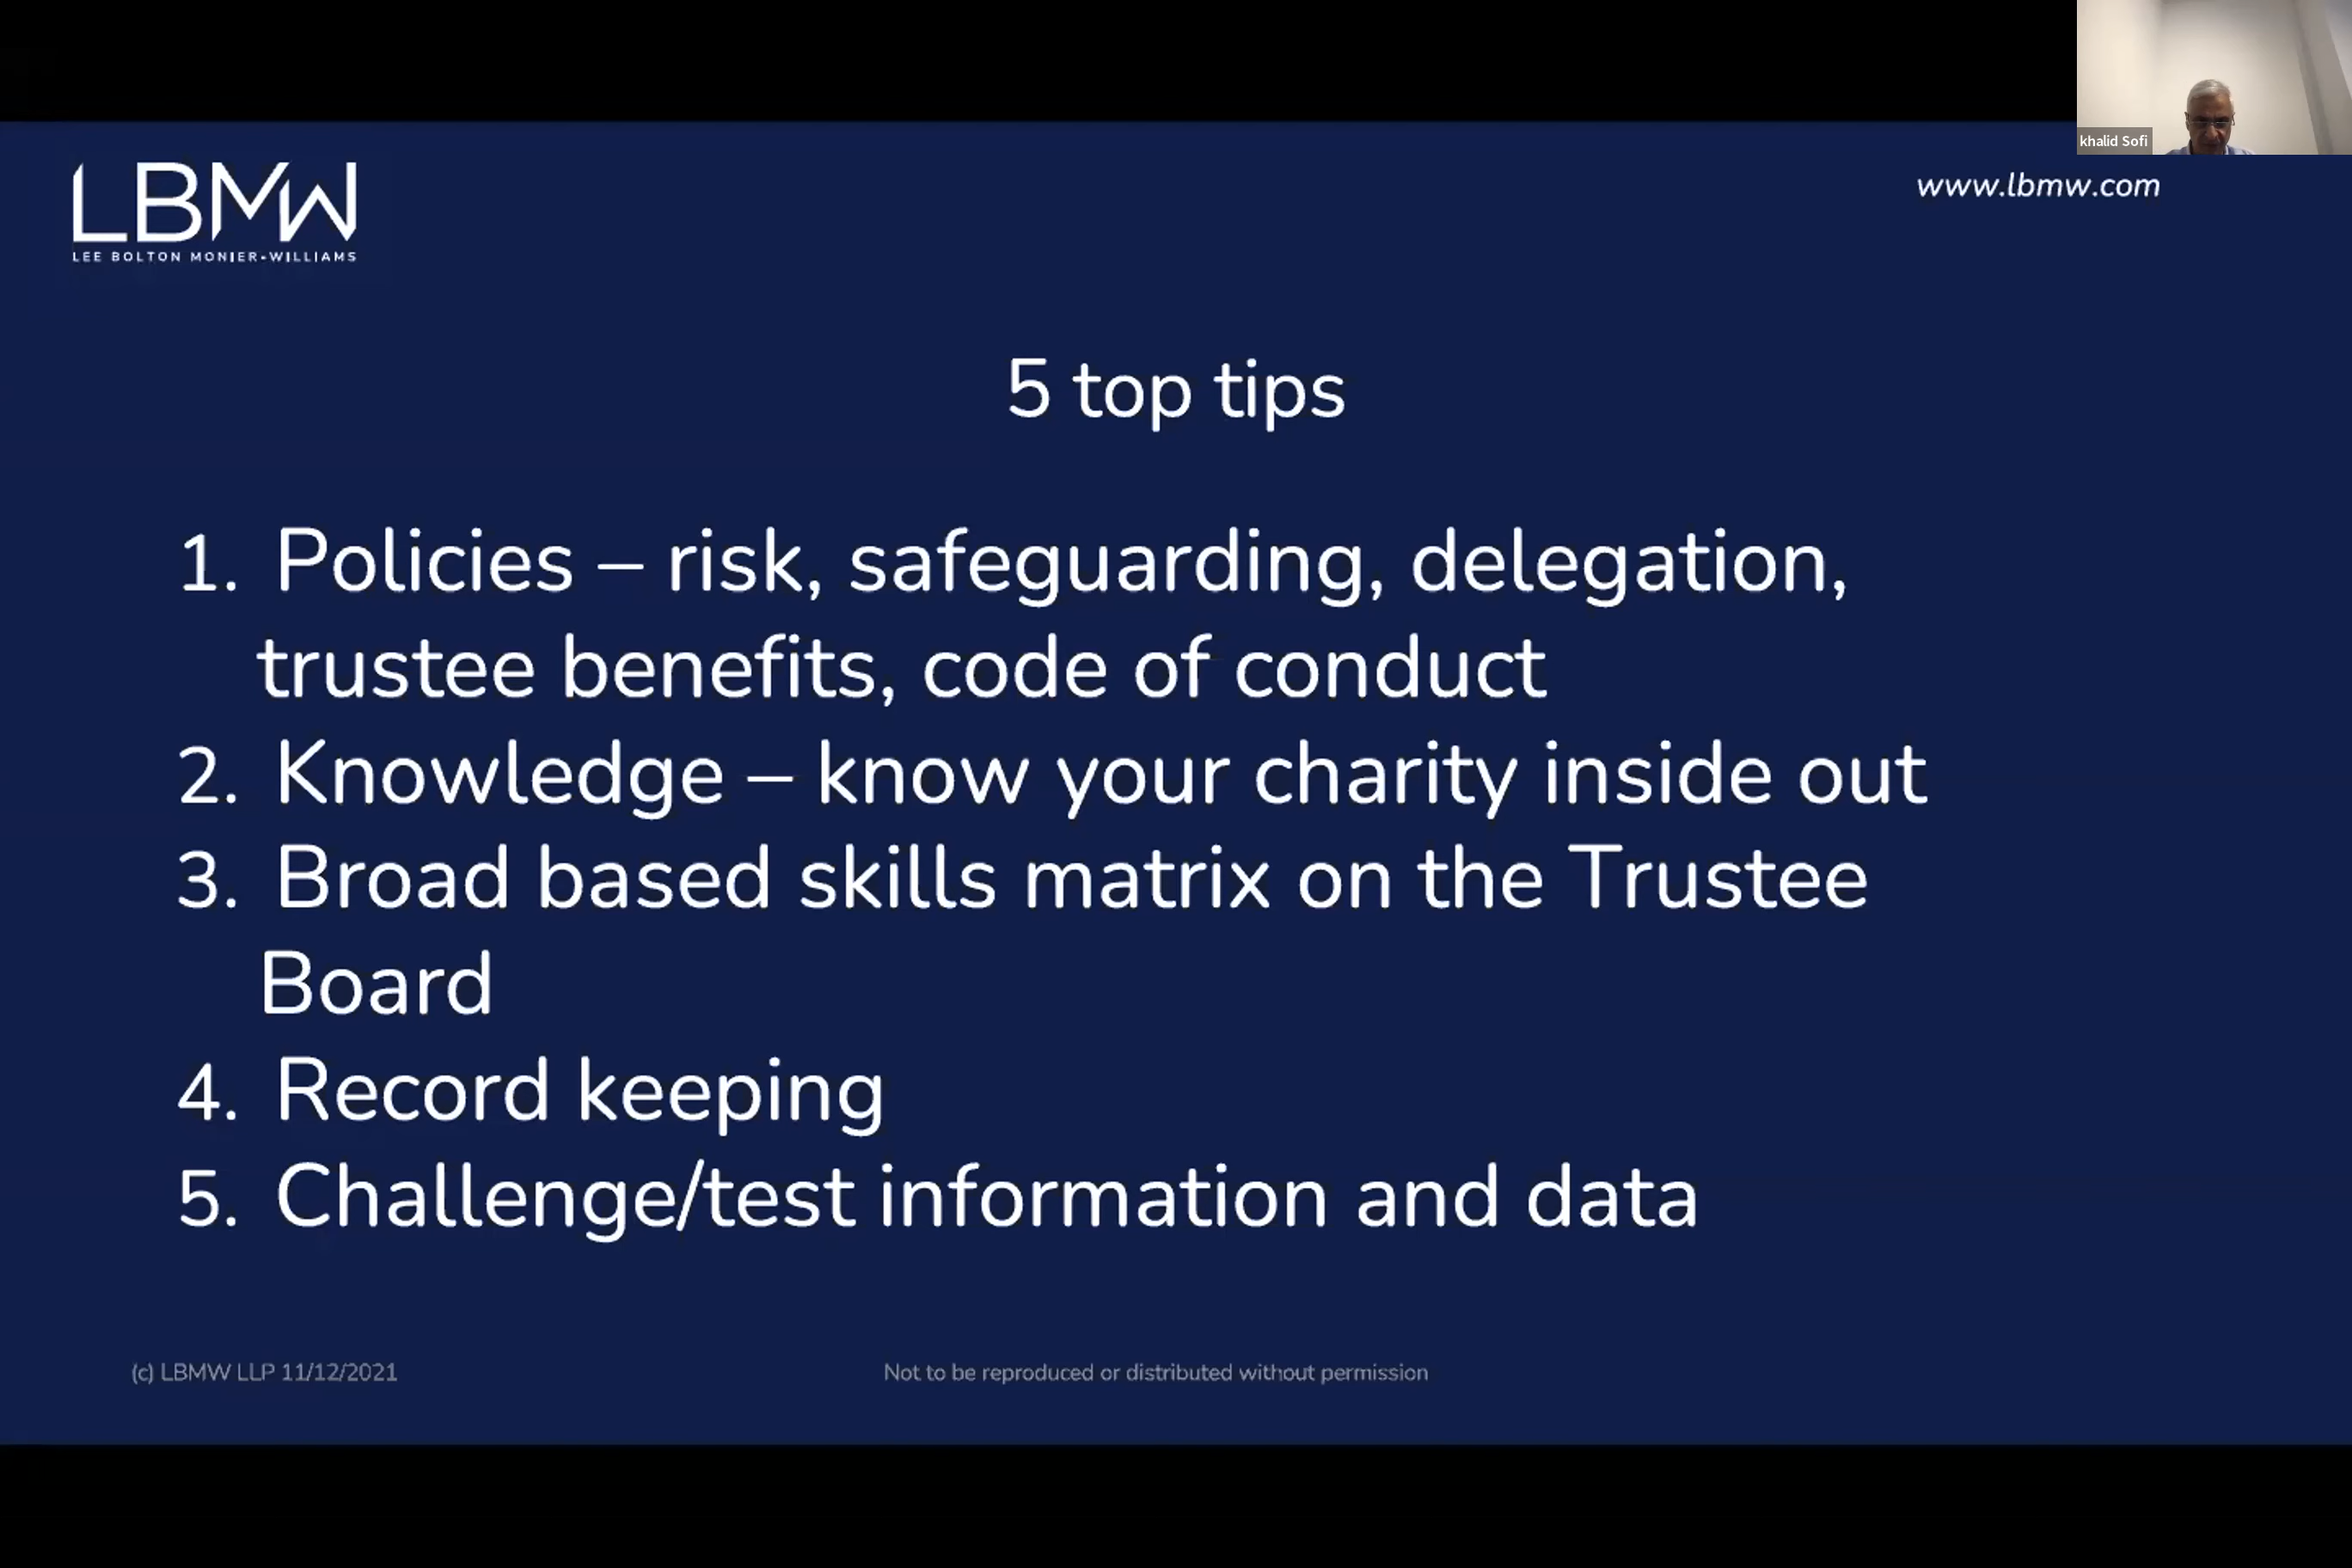 khalid Sofi
LBMW
LEE BOLTON MONIER-WILLIAMS
www.lbmw.com
5 top tips
1. Policies – risk, safeguarding, delegation,
trustee benefits, code of conduct
2. Knowledge – know your charity inside out
3. Broad based skills matrix on the Trustee
Board
4. Record keeping
5. Challenge/test information and data
(c) LBMW LLP 11/12/2021
Not to be reproduced or distributed without permission